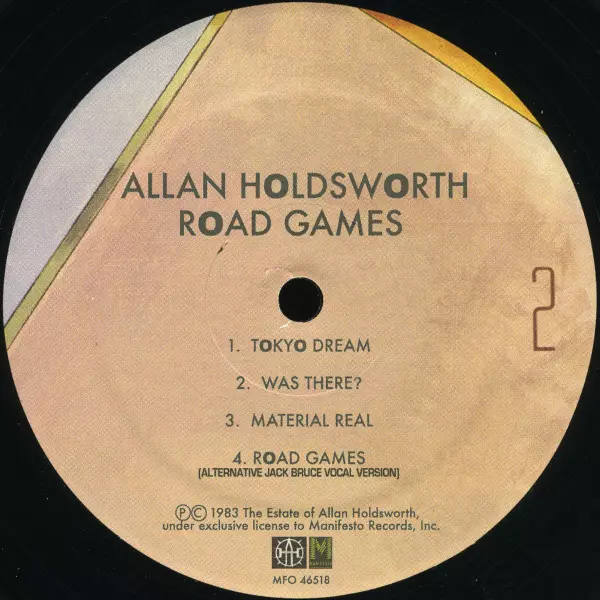 ALLAN HOLDSWORTH
ROAD GAMES
2
1. TOKYO DREAM
2. WAS THERE?
3. MATERIAL REAL
4. ROAD GAMES
(ALTERNATIVE JACK BRUCE VOCAL VERSION)
Ⓟ© 1983 The Estate of Allan Holdsworth,
under exclusive license to Manifesto Records, Inc.
MANIFESTO
MFO 46518